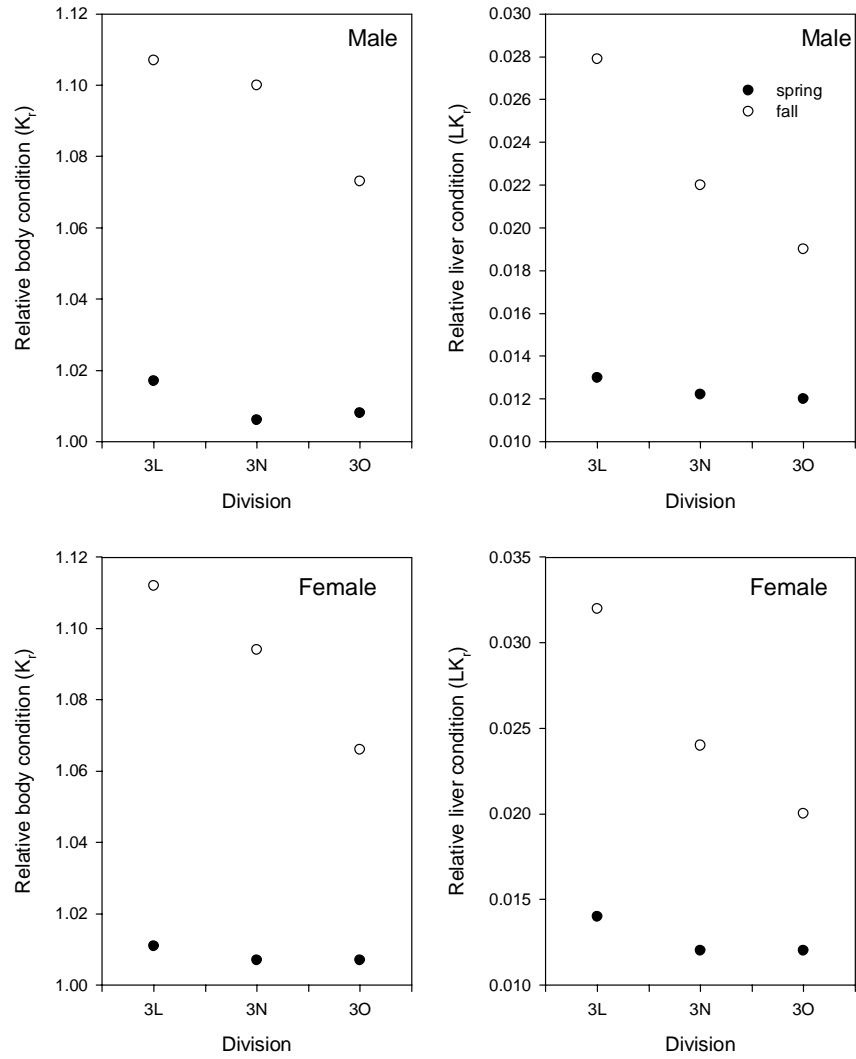 Male
Relative body condition (Kr)
1.12
1.10
1.08
1.06
1.04
1.02
1.00
3L 3N 3O
Division
Male
spring
fall
Relative liver condition (LKr)
0.030
0.028
0.026
0.024
0.022
0.020
0.018
0.016
0.014
0.012
0.010
3L 3N 3O
Division
Female
Relative body condition (Kr)
1.12
1.10
1.08
1.06
1.04
1.02
1.00
3L 3N 3O
Division
Female
Relative liver condition (LKr)
0.035
0.030
0.025
0.020
0.015
0.010
3L 3N 3O
Division